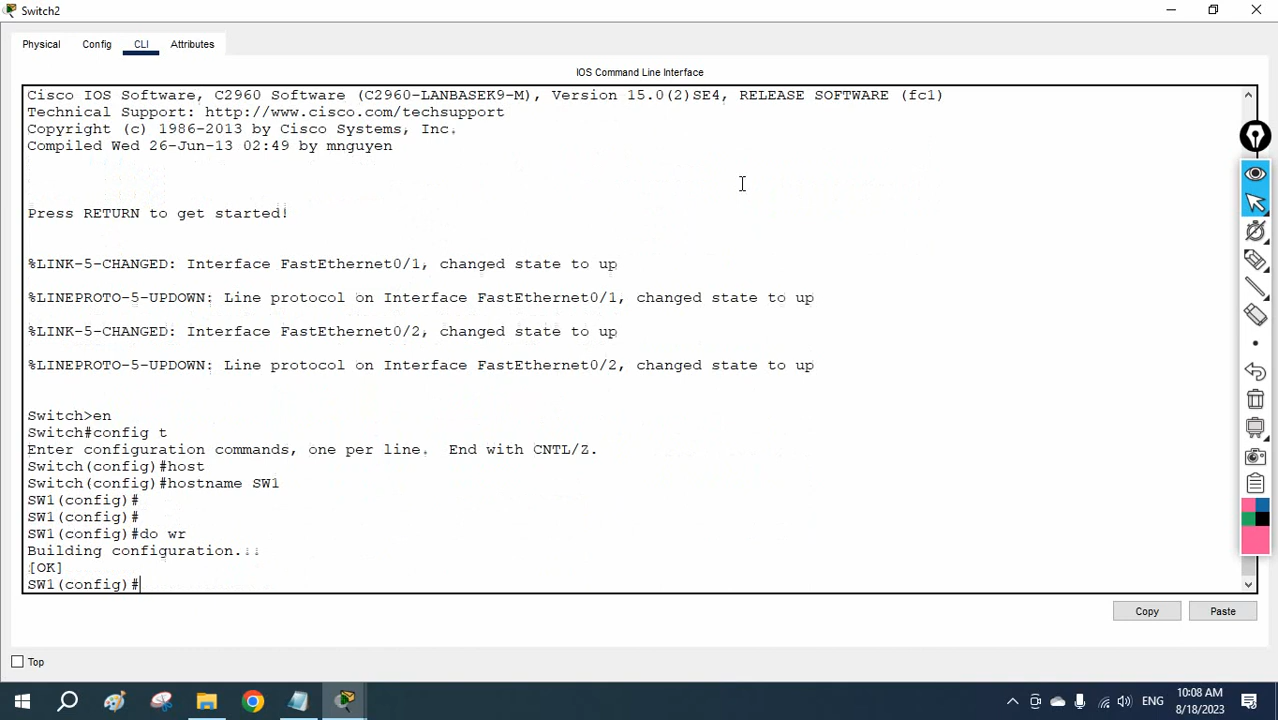 Switch2
Physical Config CLI Attributes
IOS Command Line Interface
Cisco IOS Software, C2960 Software (C2960-LANBASEK9-M), Version 15.0(2)SE4, RELEASE SOFTWARE (fc1)
Technical Support: http://www.cisco.com/techsupport
Copyright (c) 1986-2013 by Cisco Systems, Inc.
Compiled Wed 26-Jun-13 02:49 by mnguyen
Press RETURN to get started!
%LINK-5-CHANGED: Interface FastEthernet0/1, changed state to up
%LINEPROTO-5-UPDOWN: Line protocol on Interface FastEthernet0/1, changed state to up
%LINK-5-CHANGED: Interface FastEthernet0/2, changed state to up
%LINEPROTO-5-UPDOWN: Line protocol on Interface FastEthernet0/2, changed state to up
Switch>en
Switch#config t
Enter configuration commands, one per line.  End with CNTL/Z.
Switch(config)#host
Switch(config)#hostname SW1
SW1(config)#
SW1(config)#
SW1(config)#do wr
Building configuration...
[OK]
SW1(config)#
Copy Paste
Top
ENG
10:08 AM
8/18/2023